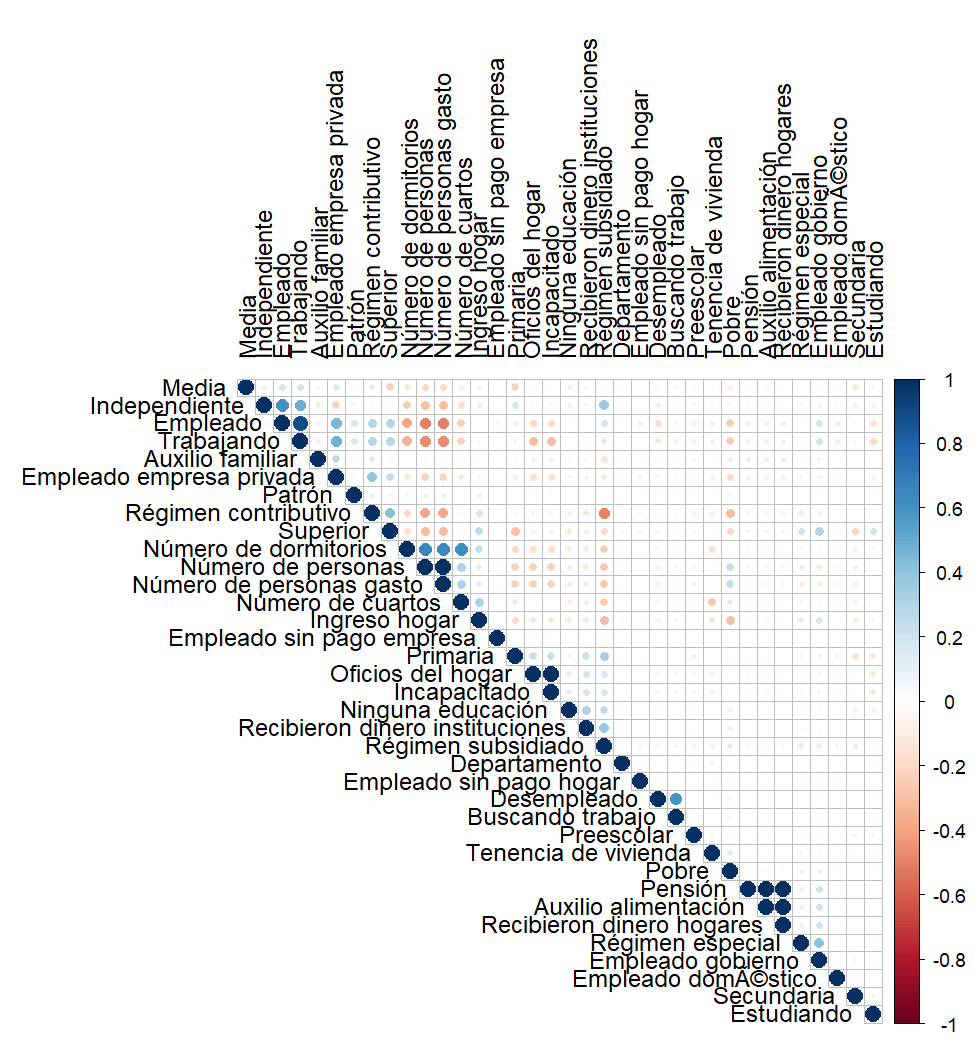 Media
Independiente
Empleado
Trabajando
Auxilio familiar
Empleado empresa privada
Patrón
Régimen contributivo
Superior
Número de dormitorios
Número de personas
Número de personas gasto
Número de cuartos
Ingreso hogar
Empleado sin pago empresa
Primaria
Oficios del hogar
Incapacitado
Ninguna educación
Recibieron dinero instituciones
Régimen subsidiado
Departamento
Empleado sin pago hogar
Desempleado
Buscando trabajo
Preescolar
Tenencia de vivienda
Pobre
Pensión
Auxilio alimentación
Recibieron dinero hogares
Régimen especial
Empleado gobierno
Empleado domÃ©stico
Secundaria
Estudiando
Media
Independiente
Empleado
Trabajando
Auxilio familiar
Empleado empresa privada
Patrón
Régimen contributivo
Superior
Número de dormitorios
Número de personas
Número de personas gasto
Número de cuartos
Ingreso hogar
Empleado sin pago empresa
Primaria
Oficios del hogar
Incapacitado
Ninguna educación
Recibieron dinero instituciones
Régimen subsidiado
Departamento
Empleado sin pago hogar
Desempleado
Buscando trabajo
Preescolar
Tenencia de vivienda
Pobre
Pensión
Auxilio alimentación
Recibieron dinero hogares
Régimen especial
Empleado gobierno
Empleado domÃ©stico
Secundaria
Estudiando
1
0.8
0.6
0.4
0.2
0
-0.2
-0.4
-0.6
-0.8
-1